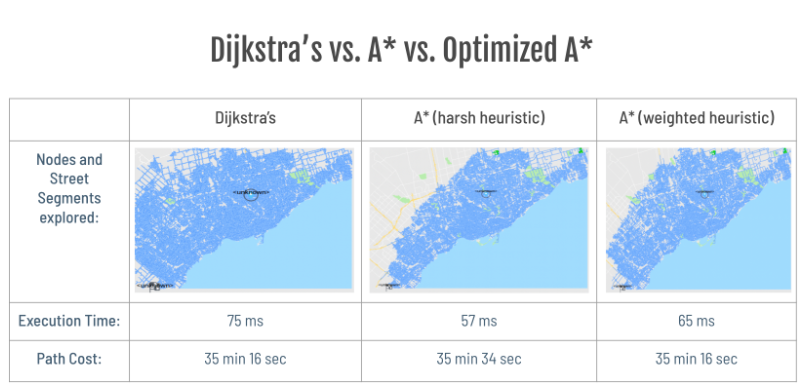 Dijkstra's vs. A* vs. Optimized A*
Dijkstra's
A* (harsh heuristic)
A* (weighted heuristic)
Nodes and
Street
Segments
explored:
Execution Time:
75 ms
57 ms
65 ms
Path Cost:
35 min 16 sec
35 min 34 sec
35 min 16 sec